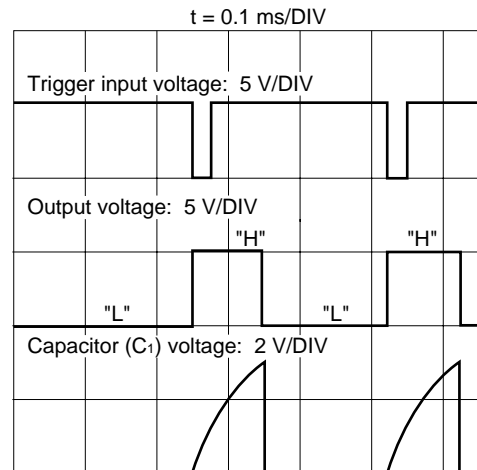 t = 0.1 ms/DIV
Trigger input voltage: 5 V/DIV
Output voltage: 5 V/DIV
"H" "H"
"L" "L"
Capacitor (C₁) voltage: 2 V/DIV